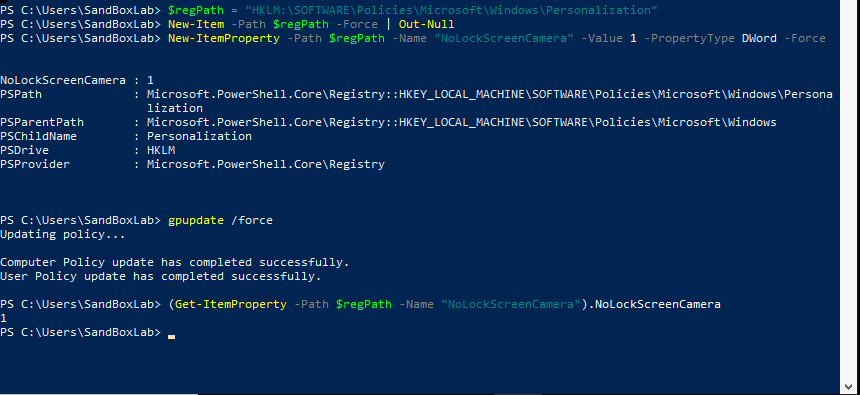 PS C:\Users\SandBoxLab> $regPath = "HKLM:\SOFTWARE\Policies\Microsoft\Windows\Personalization"
PS C:\Users\SandBoxLab> New-Item -Path $regPath -Force | Out-Null
PS C:\Users\SandBoxLab> New-ItemProperty -Path $regPath -Name "NoLockScreenCamera" -Value 1 -PropertyType DWord -Force
NoLockScreenCamera : 1
PSPath             : Microsoft.PowerShell.Core\Registry::HKEY_LOCAL_MACHINE\SOFTWARE\Policies\Microsoft\Windows\Persona
                     lization
PSParentPath       : Microsoft.PowerShell.Core\Registry::HKEY_LOCAL_MACHINE\SOFTWARE\Policies\Microsoft\Windows
PSChildName        : Personalization
PSDrive            : HKLM
PSProvider         : Microsoft.PowerShell.Core\Registry
PS C:\Users\SandBoxLab> gpupdate /force
Updating policy...
Computer Policy update has completed successfully.
User Policy update has completed successfully.
PS C:\Users\SandBoxLab> (Get-ItemProperty -Path $regPath -Name "NoLockScreenCamera").NoLockScreenCamera
1
PS C:\Users\SandBoxLab>